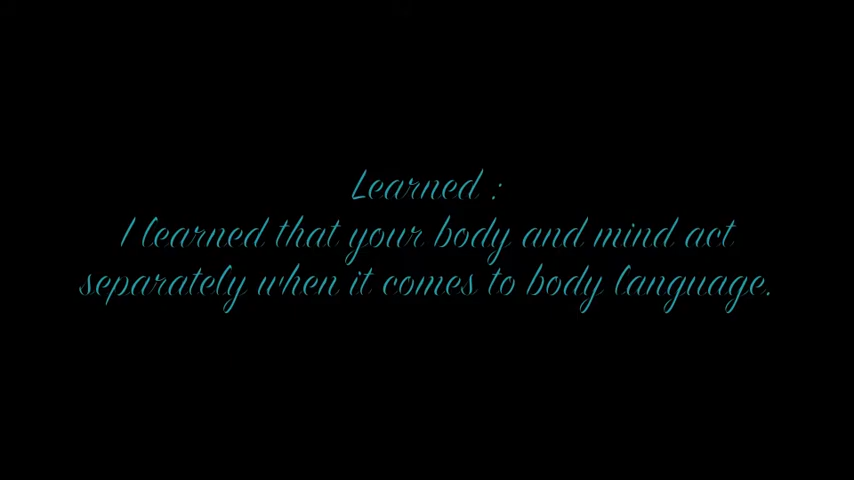 Learned :
I learned that your body and mind act
separately when it comes to body language.